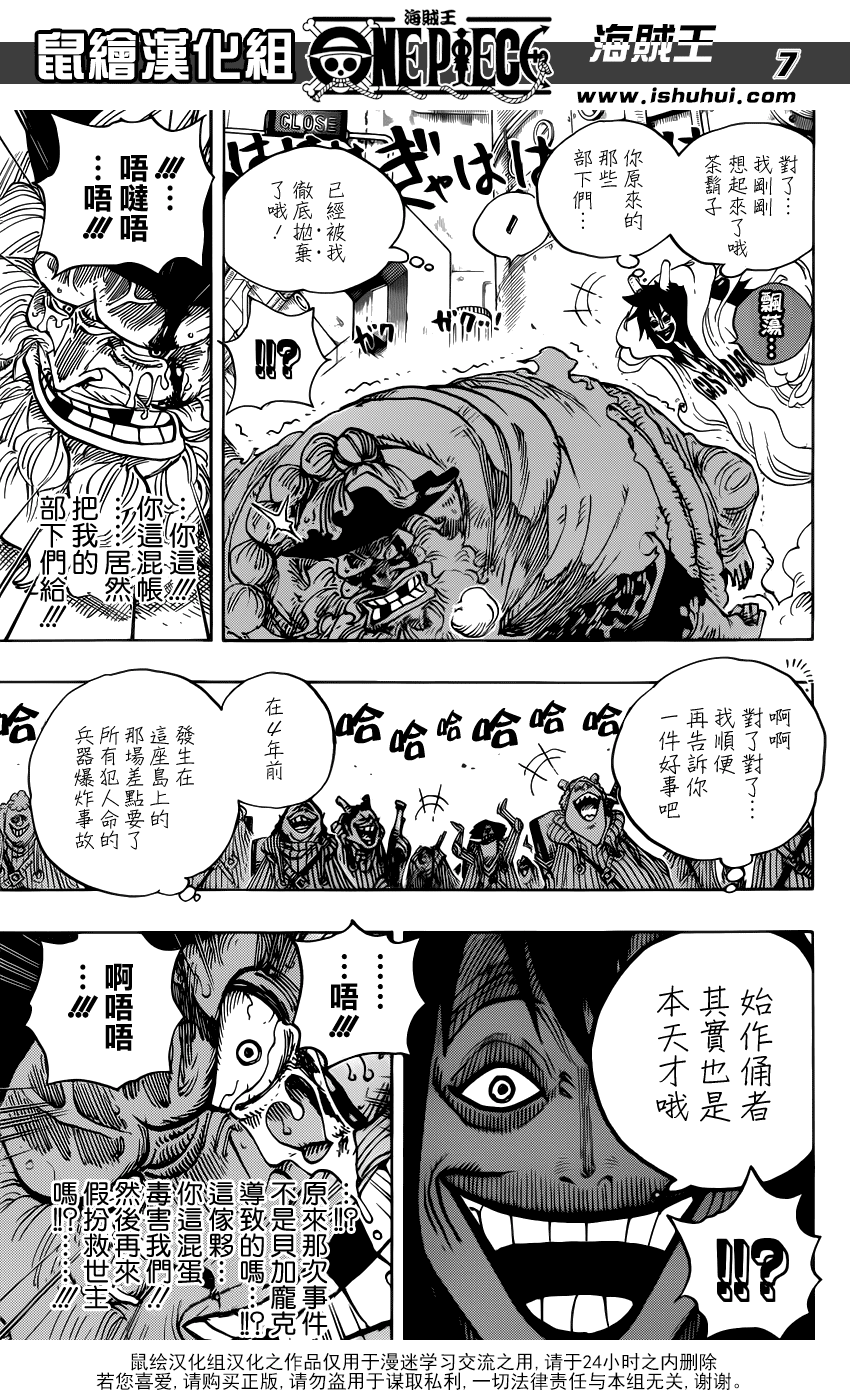 鼠繪漢化組
海賊王
ONE PIECE
海賊王
7
www.ishuhui.com
CLOSE
對了…
我剛剛
想起來了哦
茶鬍子
飄蕩…
你原來的
那些
部下們…
！
已經被我
徹底拋棄
了哦！
はははぎゃはは
ガク
ガク…!
!!?
!!!…
唔噠唔
…唔!!!
…你這!!!
你這混帳
……居然
把我的
部下們給!!!
啊啊
對了對了…
我順便
再告訴你
一件好事吧
哈哈哈哈哈哈哈
在4年前
發生在
這座島上的
那場差點要了
所有犯人命的
兵器爆炸事故
始作俑者
其實也是
本天才哦
!!?
……
…唔!!!
啊唔唔
…!!!
…!!?
原來那次事件
不是貝加龐克
導致的嗎…!!?
這傢夥…
你這混蛋
毒害我們!!
然後再來
假扮救世主
嗎!!?……!!!
鼠绘汉化组汉化之作品仅用于漫迷学习交流之用,请于24小时之内删除
若您喜爱,请购买正版,请勿盗用于谋取私利,一切法律责任与本组无关,谢谢。